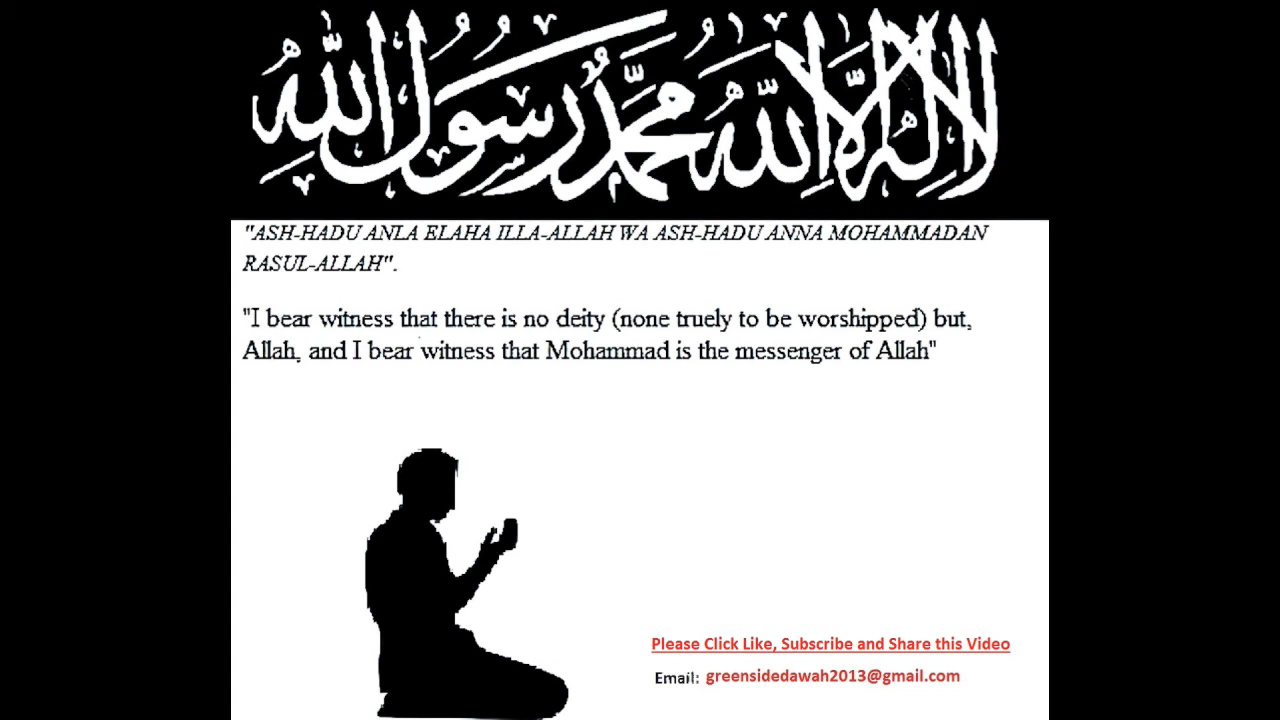 لا إله إلا الله محمد رسول الله
"ASH-HADU ANLA ELAHA ILLA-ALLAH WA ASH-HADU ANNA MOHAMMADAN
RASUL-ALLAH".
"I bear witness that there is no deity (none truely to be worshipped) but,
Allah, and I bear witness that Mohammad is the messenger of Allah"
Please Click Like, Subscribe and Share this Video
Email: greensidedawah2013@gmail.com